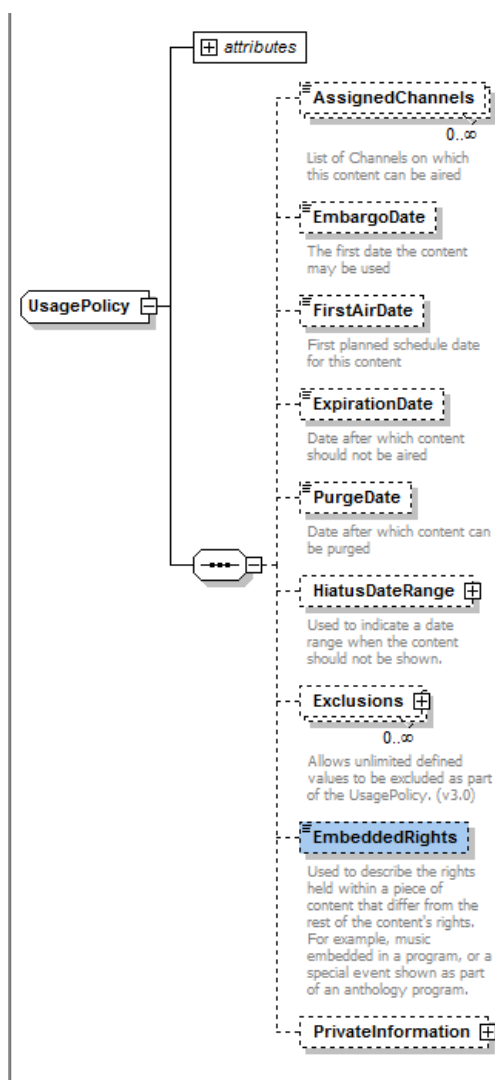 attributes
AssignedChannels
0..∞
List of Channels on which
this content can be aired
EmbargoDate
The first date the content
may be used
UsagePolicy
FirstAirDate
First planned schedule date
for this content
ExpirationDate
Date after which content
should not be aired
PurgeDate
Date after which content can
be purged
HiatusDateRange
Used to indicate a date
range when the content
should not be shown.
Exclusions
0..∞
Allows unlimited defined
values to be excluded as part
of the UsagePolicy. (v3.0)
EmbeddedRights
Used to describe the rights
held within a piece of
content that differ from the
rest of the content's rights.
For example, music
embedded in a program, or a
special event shown as part
of an anthology program.
PrivateInformation